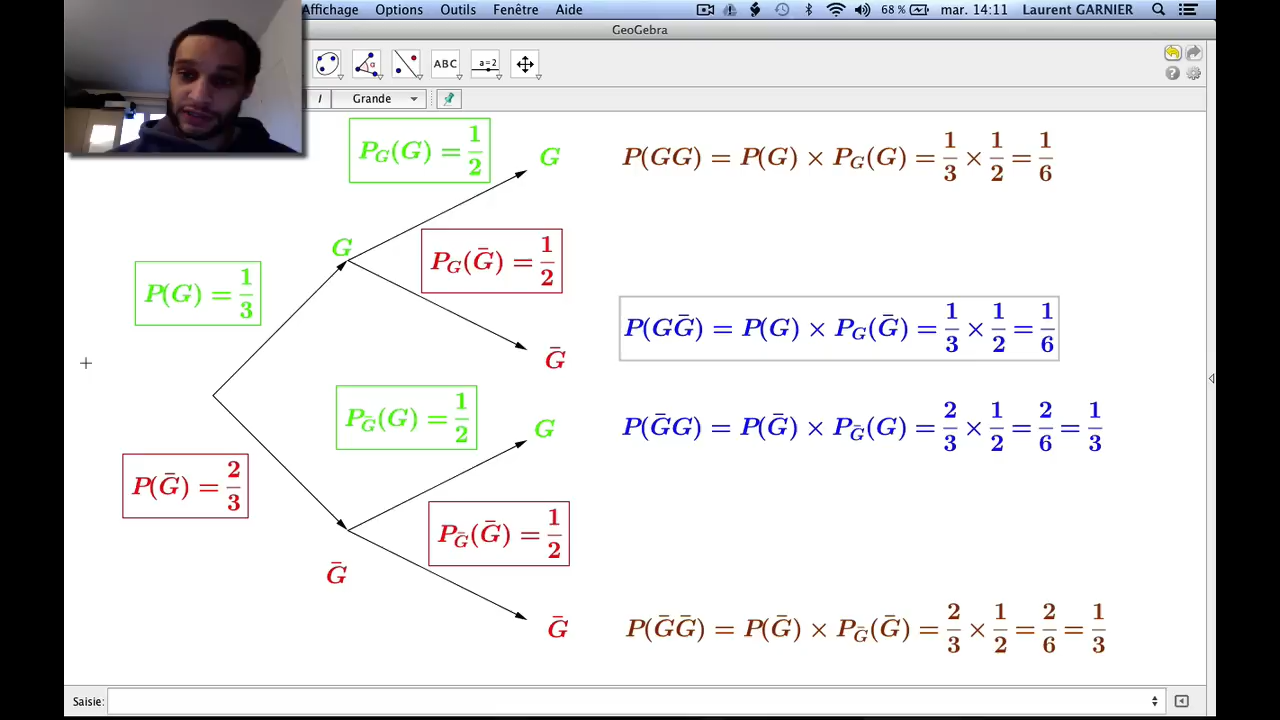 Affichage Options Outils Fenêtre Aide 68 % mar. 14:11 Laurent GARNIER
GeoGebra
ABC a=2
I Grande
P_G(G) = 1/2
G
P(GG) = P(G) × P_G(G) = 1/3 × 1/2 = 1/6
G
P_G(Ḡ) = 1/2
P(G) = 1/3
P(GḠ) = P(G) × P_G(Ḡ) = 1/3 × 1/2 = 1/6
Ḡ
P_Ḡ(G) = 1/2
G
P(ḠG) = P(Ḡ) × P_Ḡ(G) = 2/3 × 1/2 = 2/6 = 1/3
P(Ḡ) = 2/3
P_Ḡ(Ḡ) = 1/2
Ḡ
Ḡ
P(ḠḠ) = P(Ḡ) × P_Ḡ(Ḡ) = 2/3 × 1/2 = 2/6 = 1/3
Saisie: